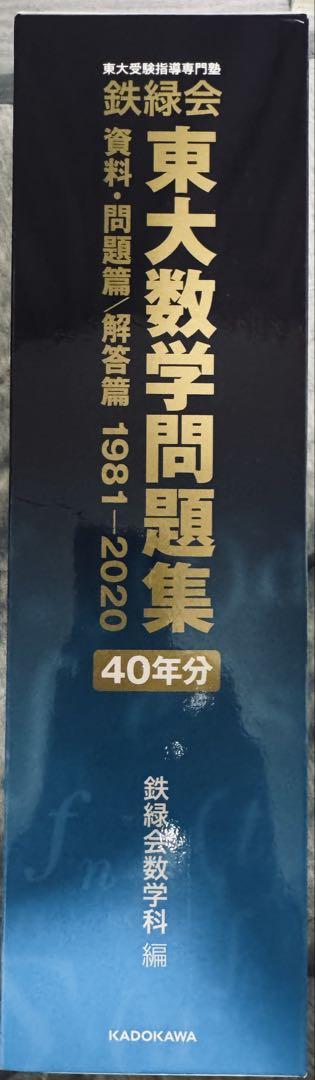 東大受験指導専門塾
鉄緑会
東大数学問題集
資料・問題篇/解答篇 1981-2020
40年分
鉄緑会数学科 編
KADOKAWA